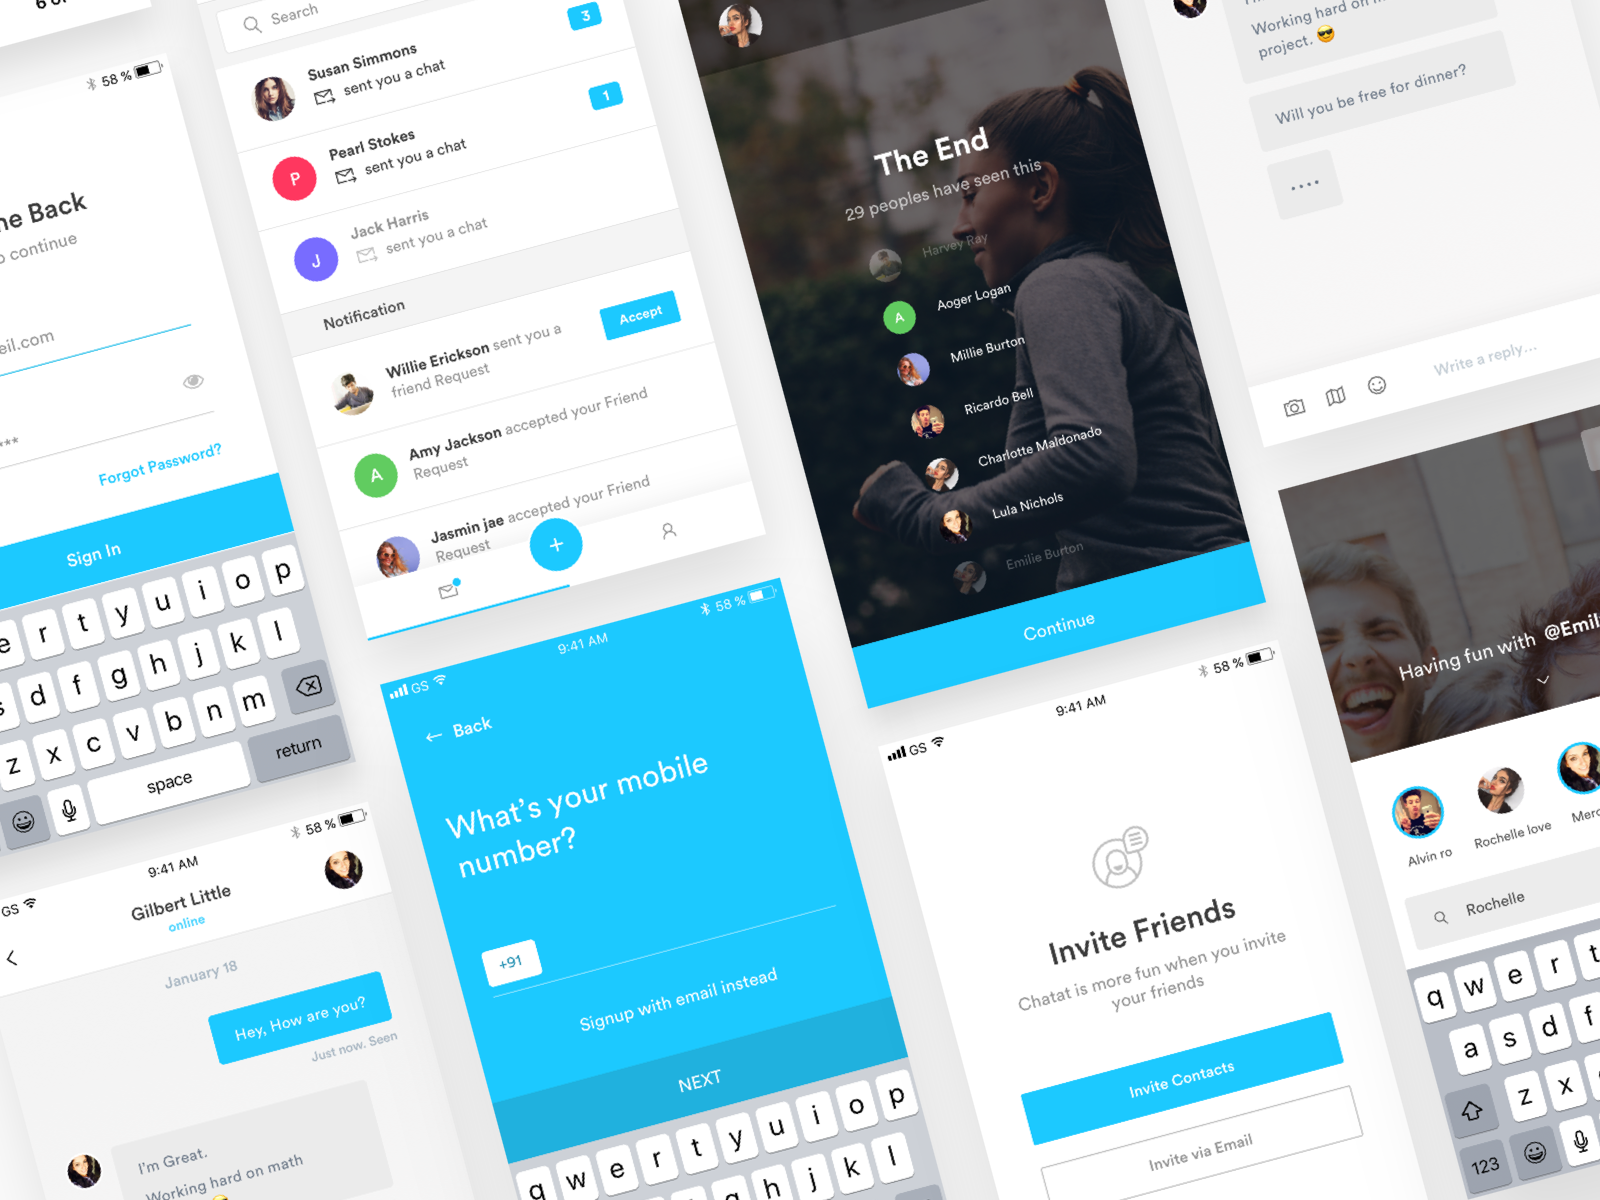 58 %
ne Back
o continue
eil.com
***
Forgot Password?
Sign In
e r t y u i o p
s d f g h j k l
z x c v b n m
space
return
Search
Susan Simmons
sent you a chat
3
Pearl Stokes
sent you a chat
1
P
Jack Harris
sent you a chat
J
Notification
Willie Erickson sent you a
friend Request
Accept
Amy Jackson accepted your Friend
Request
A
Jasmin jae accepted your Friend
Request
The End
29 peoples have seen this
Harvey Ray
A
Aoger Logan
Millie Burton
Ricardo Bell
Charlotte Maldonado
Lula Nichols
Emilie Burton
Continue
Working hard on
project. 😎
Will you be free for dinner?
Write a reply...
GS
9:41 AM
58 %
Gilbert Little
online
January 18
Hey, How are you?
Just now. Seen
I'm Great.
Working hard on math
GS
9:41 AM
58 %
← Back
What's your mobile
number?
+91
Signup with email instead
NEXT
q w e r t y u i o p
g h j k l
GS
9:41 AM
58 %
Invite Friends
Chatat is more fun when you invite
your friends
Invite Contacts
Invite via Email
Having fun with @Emil
Alvin ro
Rochelle love
Merc
Rochelle
q w e r t
a s d f
z x
123